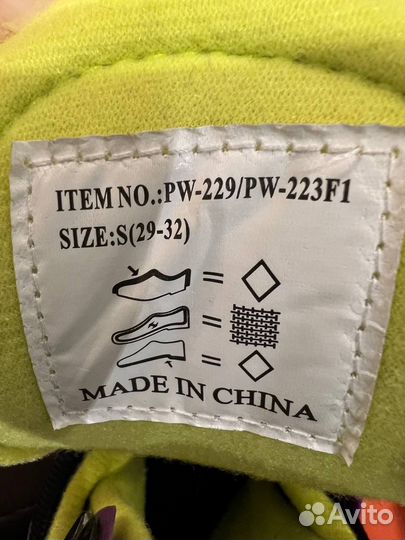 ITEM NO.:PW-229/PW-223F1
SIZE:S(29-32)
=
=
=
MADE IN CHINA
Avito